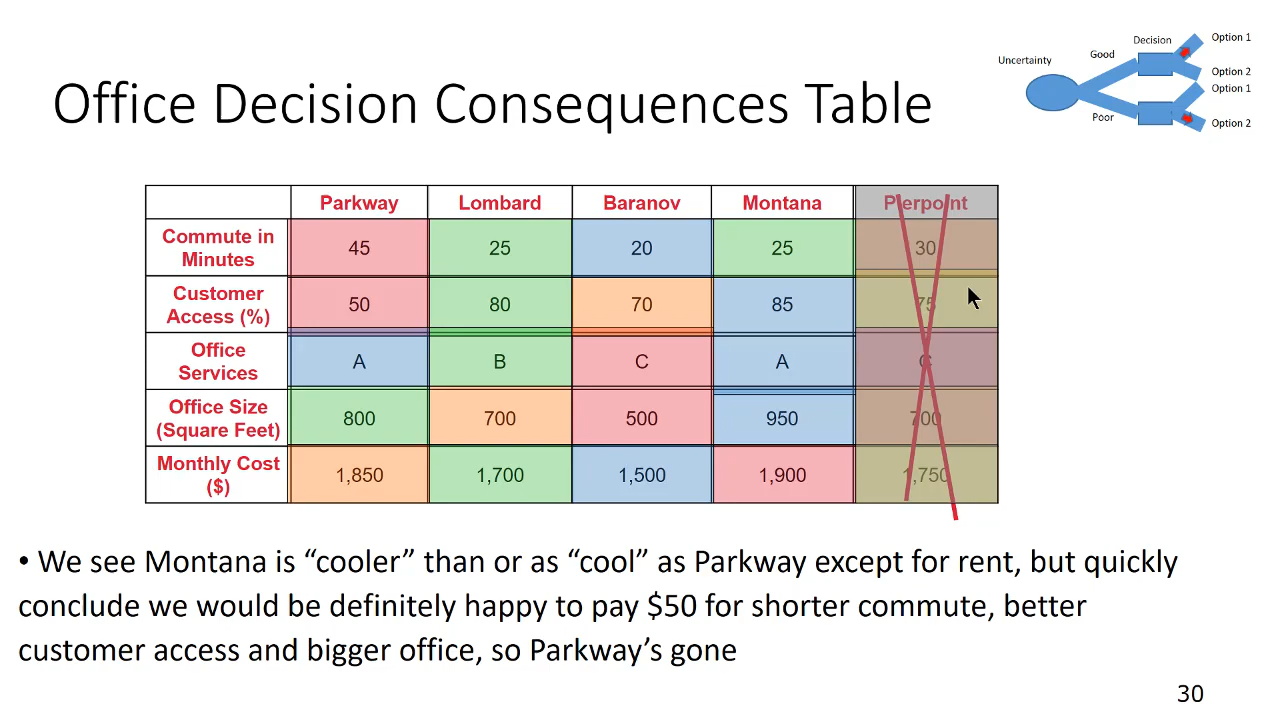 Office Decision Consequences Table
Uncertainty
Good
Poor
Decision
Option 1
Option 2
Option 1
Option 2
Parkway Lombard Baranov Montana Pierpoint
Commute in
Minutes
45 25 20 25 30
Customer
Access (%)
50 80 70 85 75
Office
Services
A B C A C
Office Size
(Square Feet)
800 700 500 950 700
Monthly Cost
($)
1,850 1,700 1,500 1,900 1,750
• We see Montana is “cooler” than or as “cool” as Parkway except for rent, but quickly
conclude we would be definitely happy to pay $50 for shorter commute, better
customer access and bigger office, so Parkway’s gone
30